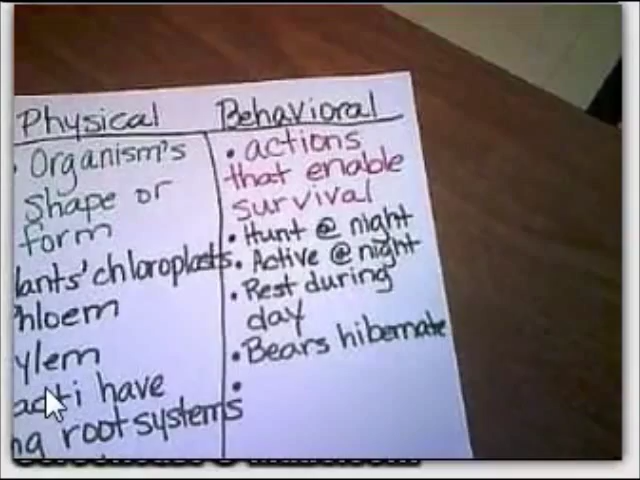 Physical Behavioral
• Organism's
shape or
form
lants' chloroplasts
hloem
ylem
acti have
ng root systems
• actions
that enable
survival
• Hunt @ night
• Active @ night
• Rest during
day
• Bears hibernate
•